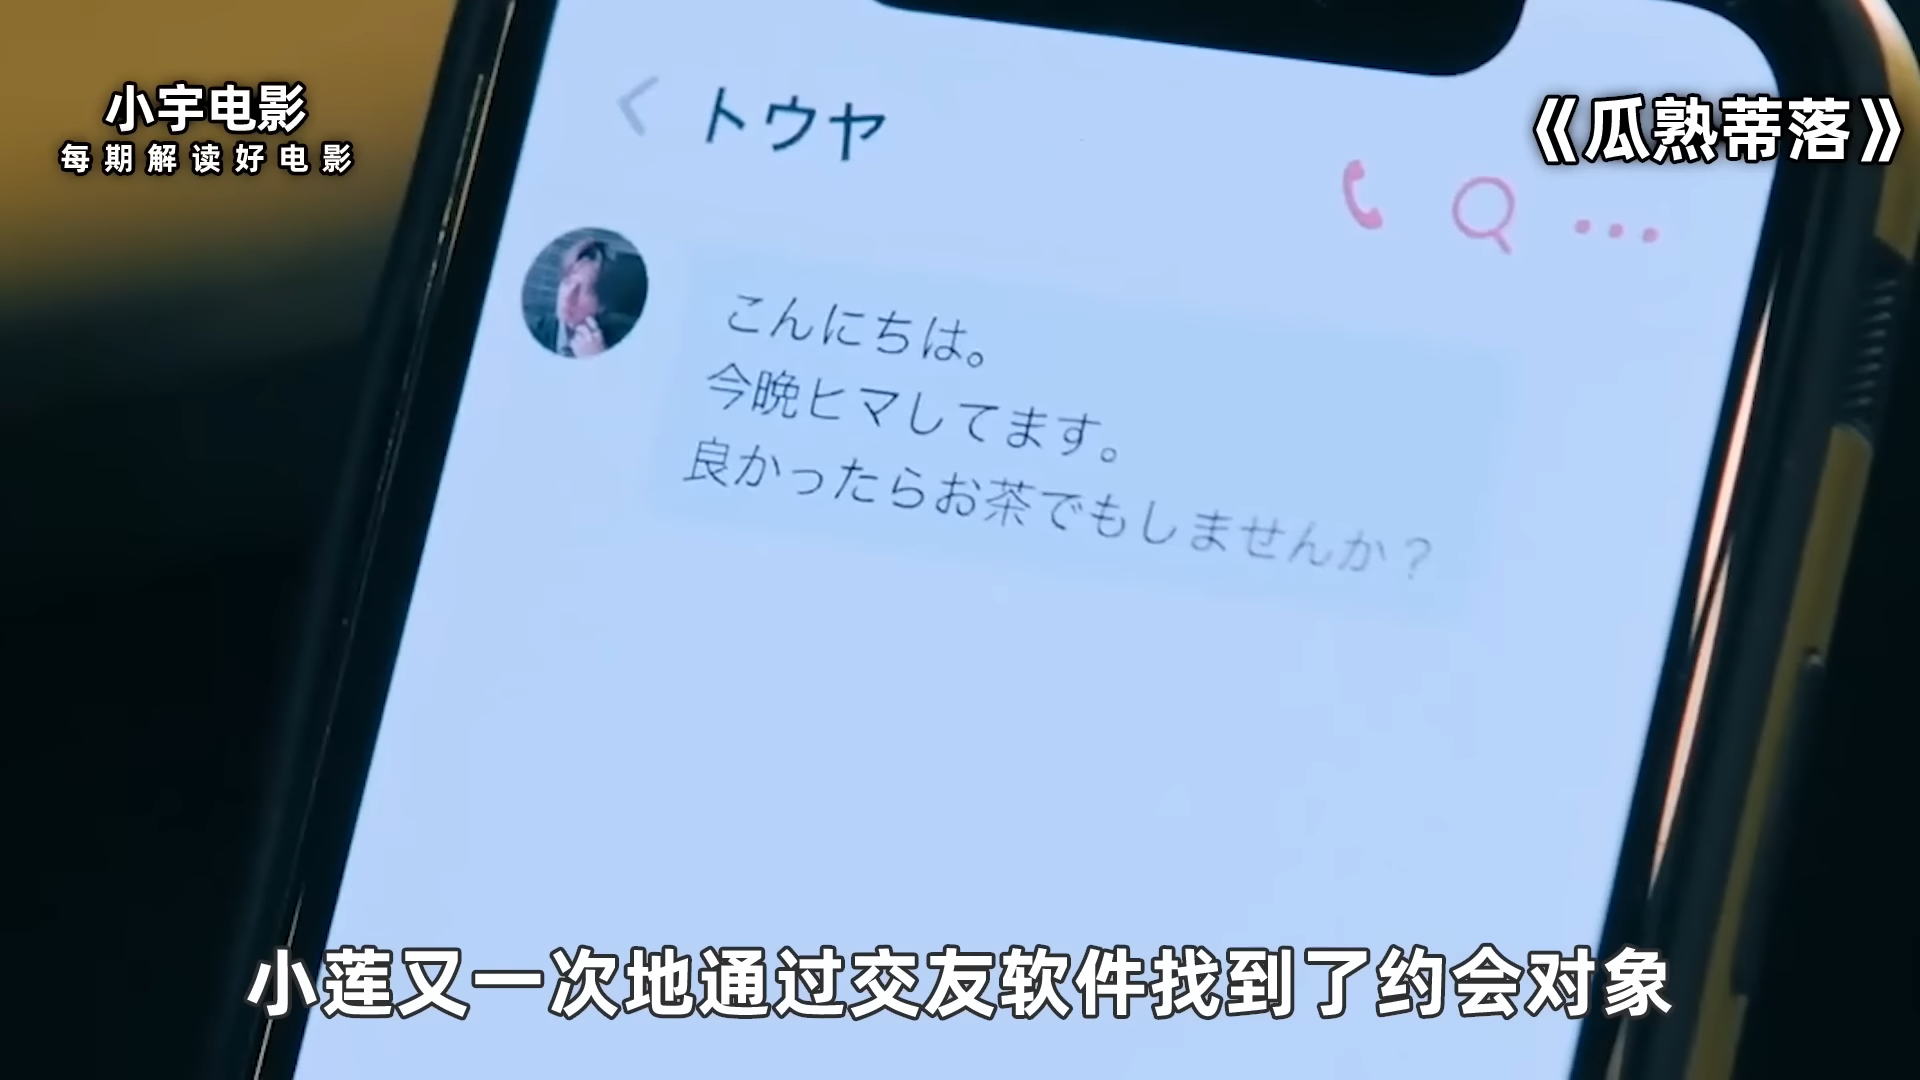 小宇电影
每期解读好电影
《瓜熟蒂落》
トウヤ
こんにちは。
今晩ヒマしてます。
良かったらお茶でもしませんか？
小莲又一次地通过交友软件找到了约会对象